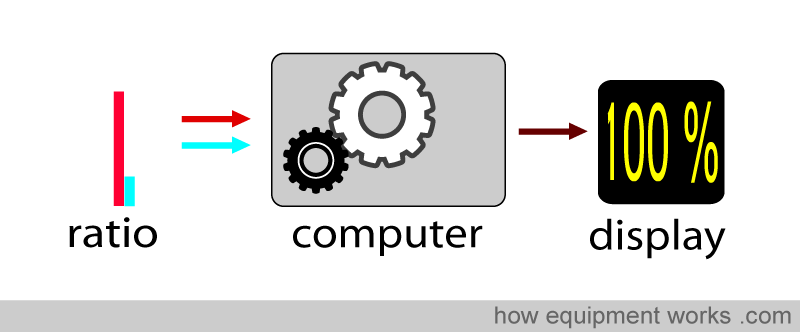 100 %
ratio
computer
display
how equipment works .com